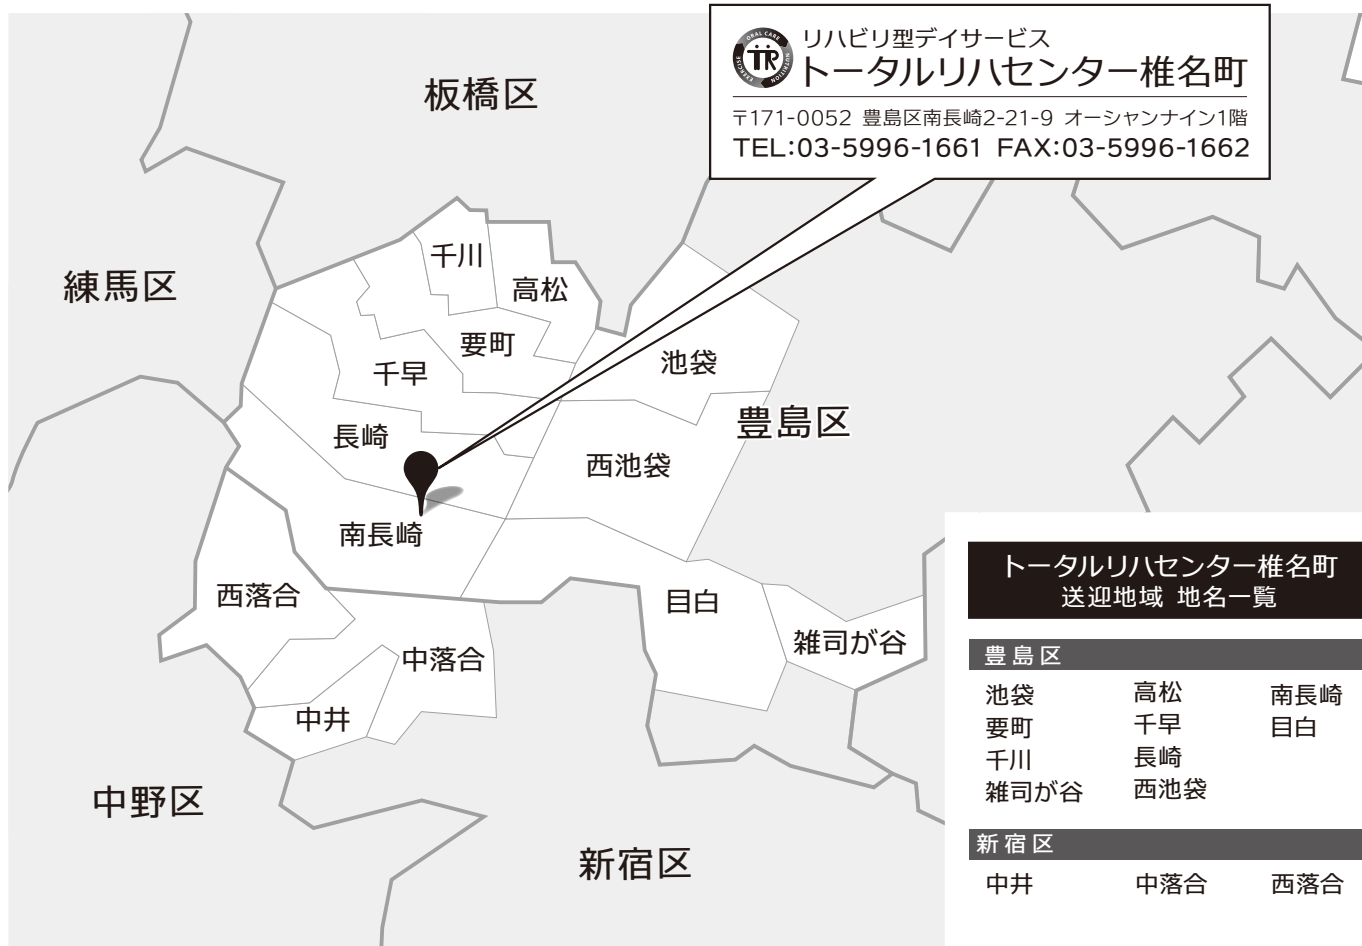 リハビリ型デイサービス
トータルリハセンター椎名町
〒171-0052 豊島区南長崎2-21-9 オーシャンナイン1階
TEL:03-5996-1661 FAX:03-5996-1662
ORAL CARE
NUTRITION
EXERCISE
TR
板橋区
練馬区
千川
高松
要町
千早
池袋
長崎
豊島区
西池袋
南長崎
西落合
目白
中落合
雑司が谷
中井
中野区
新宿区
トータルリハセンター椎名町
送迎地域 地名一覧
豊島区
池袋 高松 南長崎
要町 千早 目白
千川 長崎
雑司が谷 西池袋
新宿区
中井 中落合 西落合